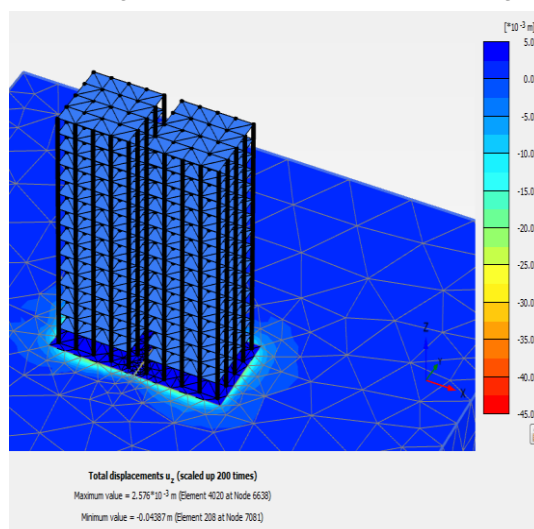 [*10⁻³ m]
5.0
0.0
-5.0
-10.0
-15.0
-20.0
-25.0
-30.0
-35.0
-40.0
-45.0
Z
Y
X
Total displacements u_z (scaled up 200 times)
Maximum value = 2.576*10⁻³ m (Element 4020 at Node 6638)
Minimum value = -0.04387 m (Element 208 at Node 7081)